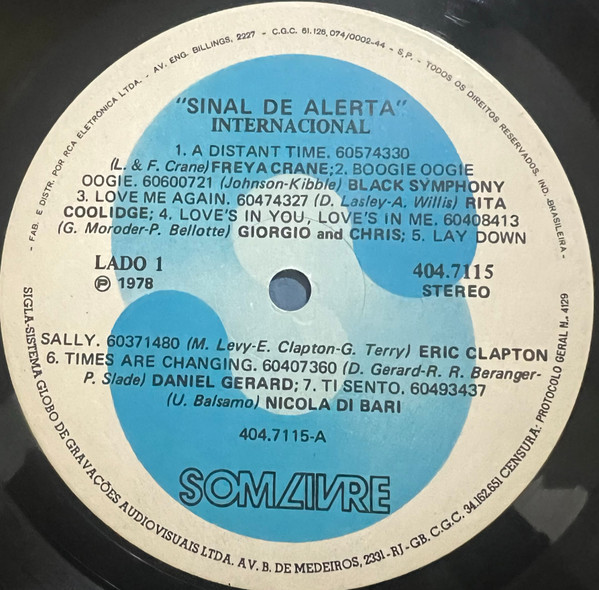 - FAB. E DISTR. POR RCA ELETRÔNICA LTDA. - AV. ENG. BILLINGS, 2227 - C.G.C. 61.126,074/0002-44 - S.P. - TODOS OS DIREITOS RESERVADOS, IND. BRASILEIRA -
"SINAL DE ALERTA"
INTERNACIONAL
1. A DISTANT TIME. 60574330
(L. & F. Crane) FREYA CRANE; 2. BOOGIE OOGIE
OOGIE. 60600721 (Johnson-Kibble) BLACK SYMPHONY
3. LOVE ME AGAIN. 60474327 (D. Lasley-A. Willis) RITA
COOLIDGE; 4. LOVE'S IN YOU, LOVE'S IN ME. 60408413
(G. Moroder-P. Bellotte) GIORGIO and CHRIS; 5. LAY DOWN
LADO 1
℗ 1978
404.7115
STEREO
SALLY. 60371480 (M. Levy-E. Clapton-G. Terry) ERIC CLAPTON
6. TIMES ARE CHANGING. 60407360 (D. Gerard-R. R. Beranger-
P. Slade) DANIEL GERARD; 7. TI SENTO. 60493437
(U. Balsamo) NICOLA DI BARI
404.7115-A
SOM LIVRE
SIGLA-SISTEMA GLOBO DE GRAVAÇÕES AUDIOVISUAIS LTDA. AV. B. DE MEDEIROS, 2331-RJ-GB, C.G.C. 34.162.651 CENSURA: PROTOCOLO GERAL N.º 4129